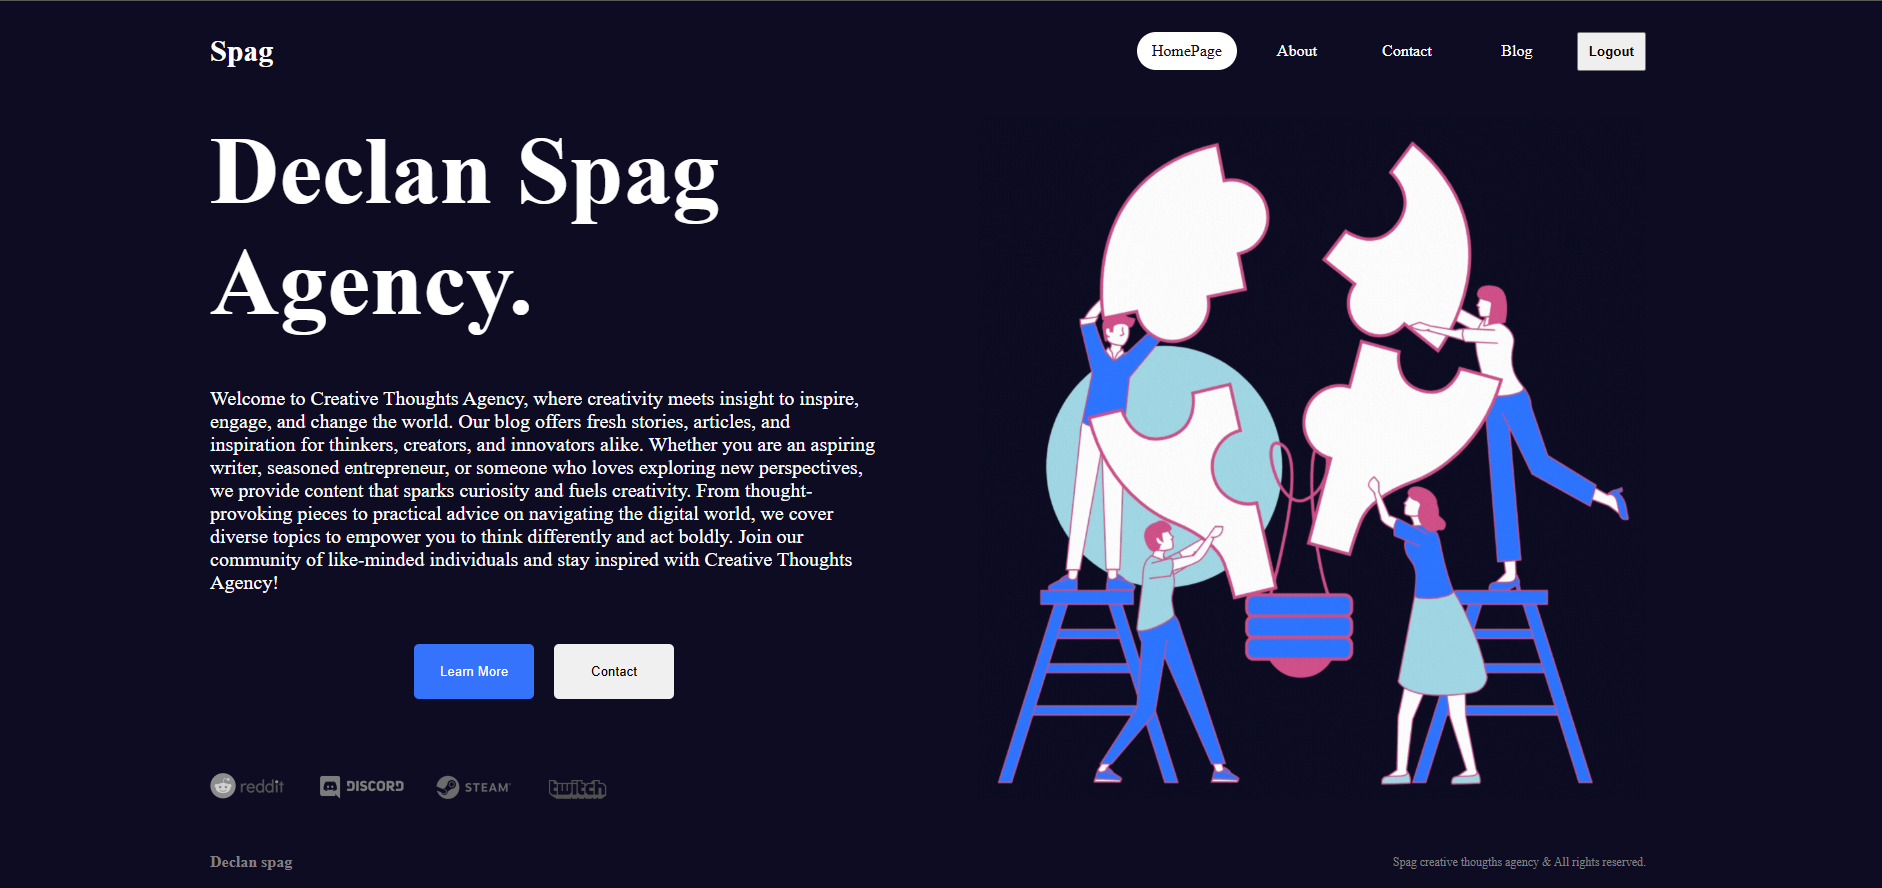 Spag
HomePage
About
Contact
Blog
Logout
Declan Spag
Agency.
Welcome to Creative Thoughts Agency, where creativity meets insight to inspire,
engage, and change the world. Our blog offers fresh stories, articles, and
inspiration for thinkers, creators, and innovators alike. Whether you are an aspiring
writer, seasoned entrepreneur, or someone who loves exploring new perspectives,
we provide content that sparks curiosity and fuels creativity. From thought-
provoking pieces to practical advice on navigating the digital world, we cover
diverse topics to empower you to think differently and act boldly. Join our
community of like-minded individuals and stay inspired with Creative Thoughts
Agency!
Learn More
Contact
reddit
DISCORD
STEAM
twitch
Declan spag
Spag creative thougths agency & All rights reserved.